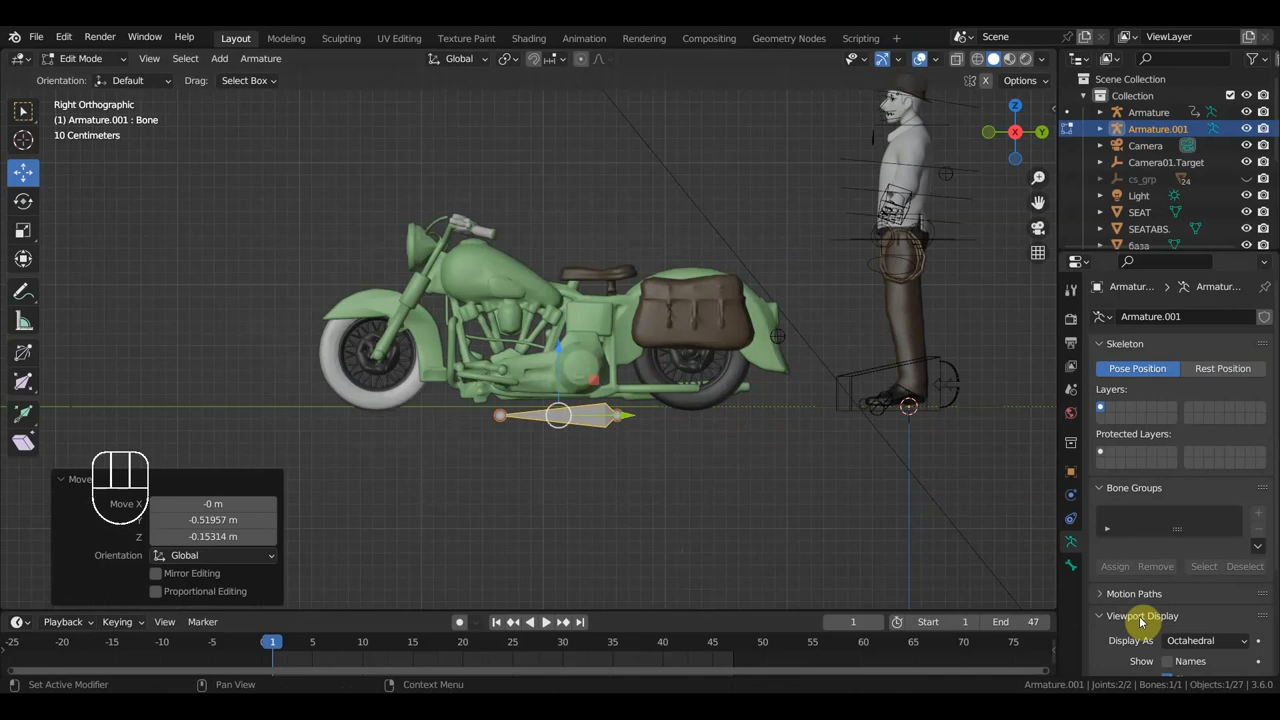 File Edit Render Window Help Layout Modeling Sculpting UV Editing Texture Paint Shading Animation Rendering Compositing Geometry Nodes Scripting + Scene ViewLayer
Edit Mode View Select Add Armature Global
Orientation: Default Drag: Select Box X Options
Right Orthographic
(1) Armature.001 : Bone
10 Centimeters
Z
Y
X
Scene Collection
Collection
Armature
Armature.001
Camera
Camera01.Target
cs_grp 24
Light
SEAT
SEATABS.
база
Armatur... Armatur...
Armature.001
Skeleton
Pose Position Rest Position
Layers:
Protected Layers:
Bone Groups
Assign Remove Select Deselect
Motion Paths
Viewport Display
Display As Octahedral
Show Names
Move
Move X -0 m
Y -0.51957 m
Z -0.15314 m
Orientation Global
Mirror Editing
Proportional Editing
Playback Keying View Marker 1 Start 1 End 47
-25 -20 -15 -10 -5 1 5 10 15 20 25 30 35 40 45 50 55 60 65 70 75
Set Active Modifier Pan View Context Menu Armature.001 | Joints:2/2 | Bones:1/1 | Objects:1/27 | 3.6.0